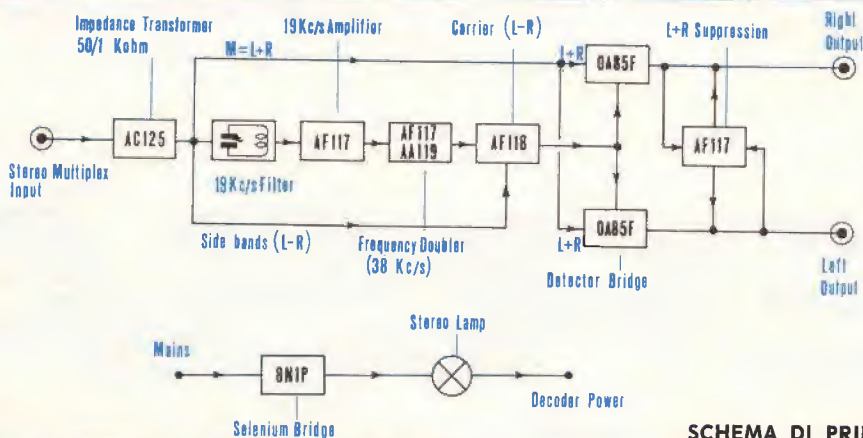 Impedance Transformer
50/1 Kohm
19Kc/s Amplifier
Carrier (L-R)
L+R Suppression
Right
Output
M=L+R
L+R
OA85F
AC125
AF117
AF117
AA119
AF118
AF117
Stereo Multiplex
Input
19Kc/s Filter
OA85F
Side bands (L-R)
Frequency Doubler
(38 Kc/s)
L+R
Detector Bridge
Left
Output
Stereo Lamp
Mains
8N1P
Decoder Power
Selenium Bridge
SCHEMA DI PRI